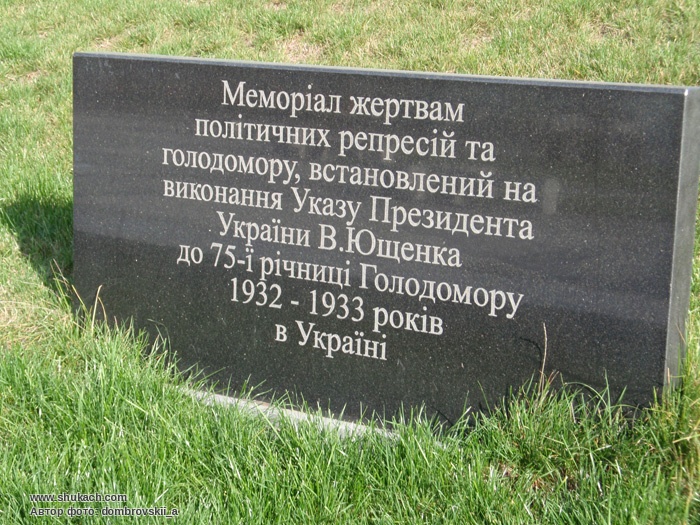 Меморіал жертвам
політичних репресій та
голодомору, встановлений на
виконання Указу Президента
України В.Ющенка
до 75-ї річниці Голодомору
1932 - 1933 років
в Україні
www.shukach.com
Автор фото: dombrovskii_a